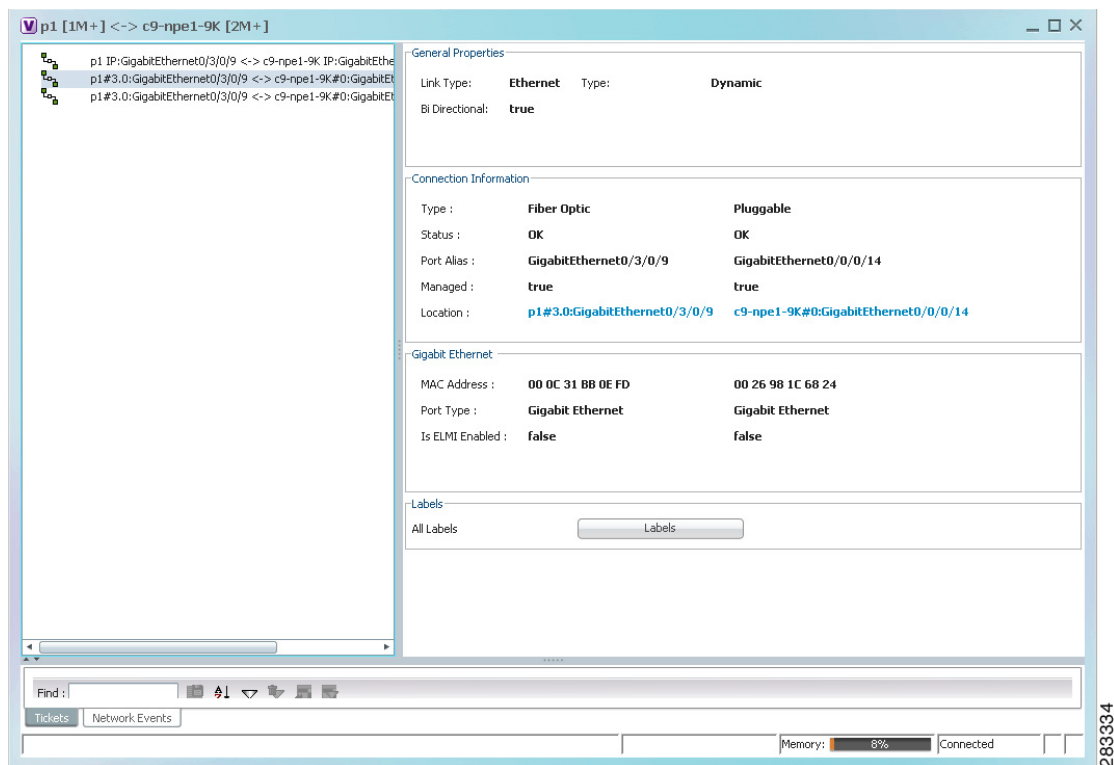 V p1 [1M+] <-> c9-npe1-9K [2M+]
p1 IP:GigabitEthernet0/3/0/9 <-> c9-npe1-9K IP:GigabitEthe
p1#3.0:GigabitEthernet0/3/0/9 <-> c9-npe1-9K#0:GigabitEt
p1#3.0:GigabitEthernet0/3/0/9 <-> c9-npe1-9K#0:GigabitEt
General Properties
Link Type: Ethernet Type: Dynamic
Bi Directional: true
Connection Information
Type : Fiber Optic Pluggable
Status : OK OK
Port Alias : GigabitEthernet0/3/0/9 GigabitEthernet0/0/0/14
Managed : true true
Location : p1#3.0:GigabitEthernet0/3/0/9 c9-npe1-9K#0:GigabitEthernet0/0/0/14
Gigabit Ethernet
MAC Address : 00 0C 31 BB 0E FD 00 26 98 1C 68 24
Port Type : Gigabit Ethernet Gigabit Ethernet
Is ELMI Enabled : false false
Labels
All Labels Labels
Find :
Tickets Network Events
Memory: 8% Connected
283334